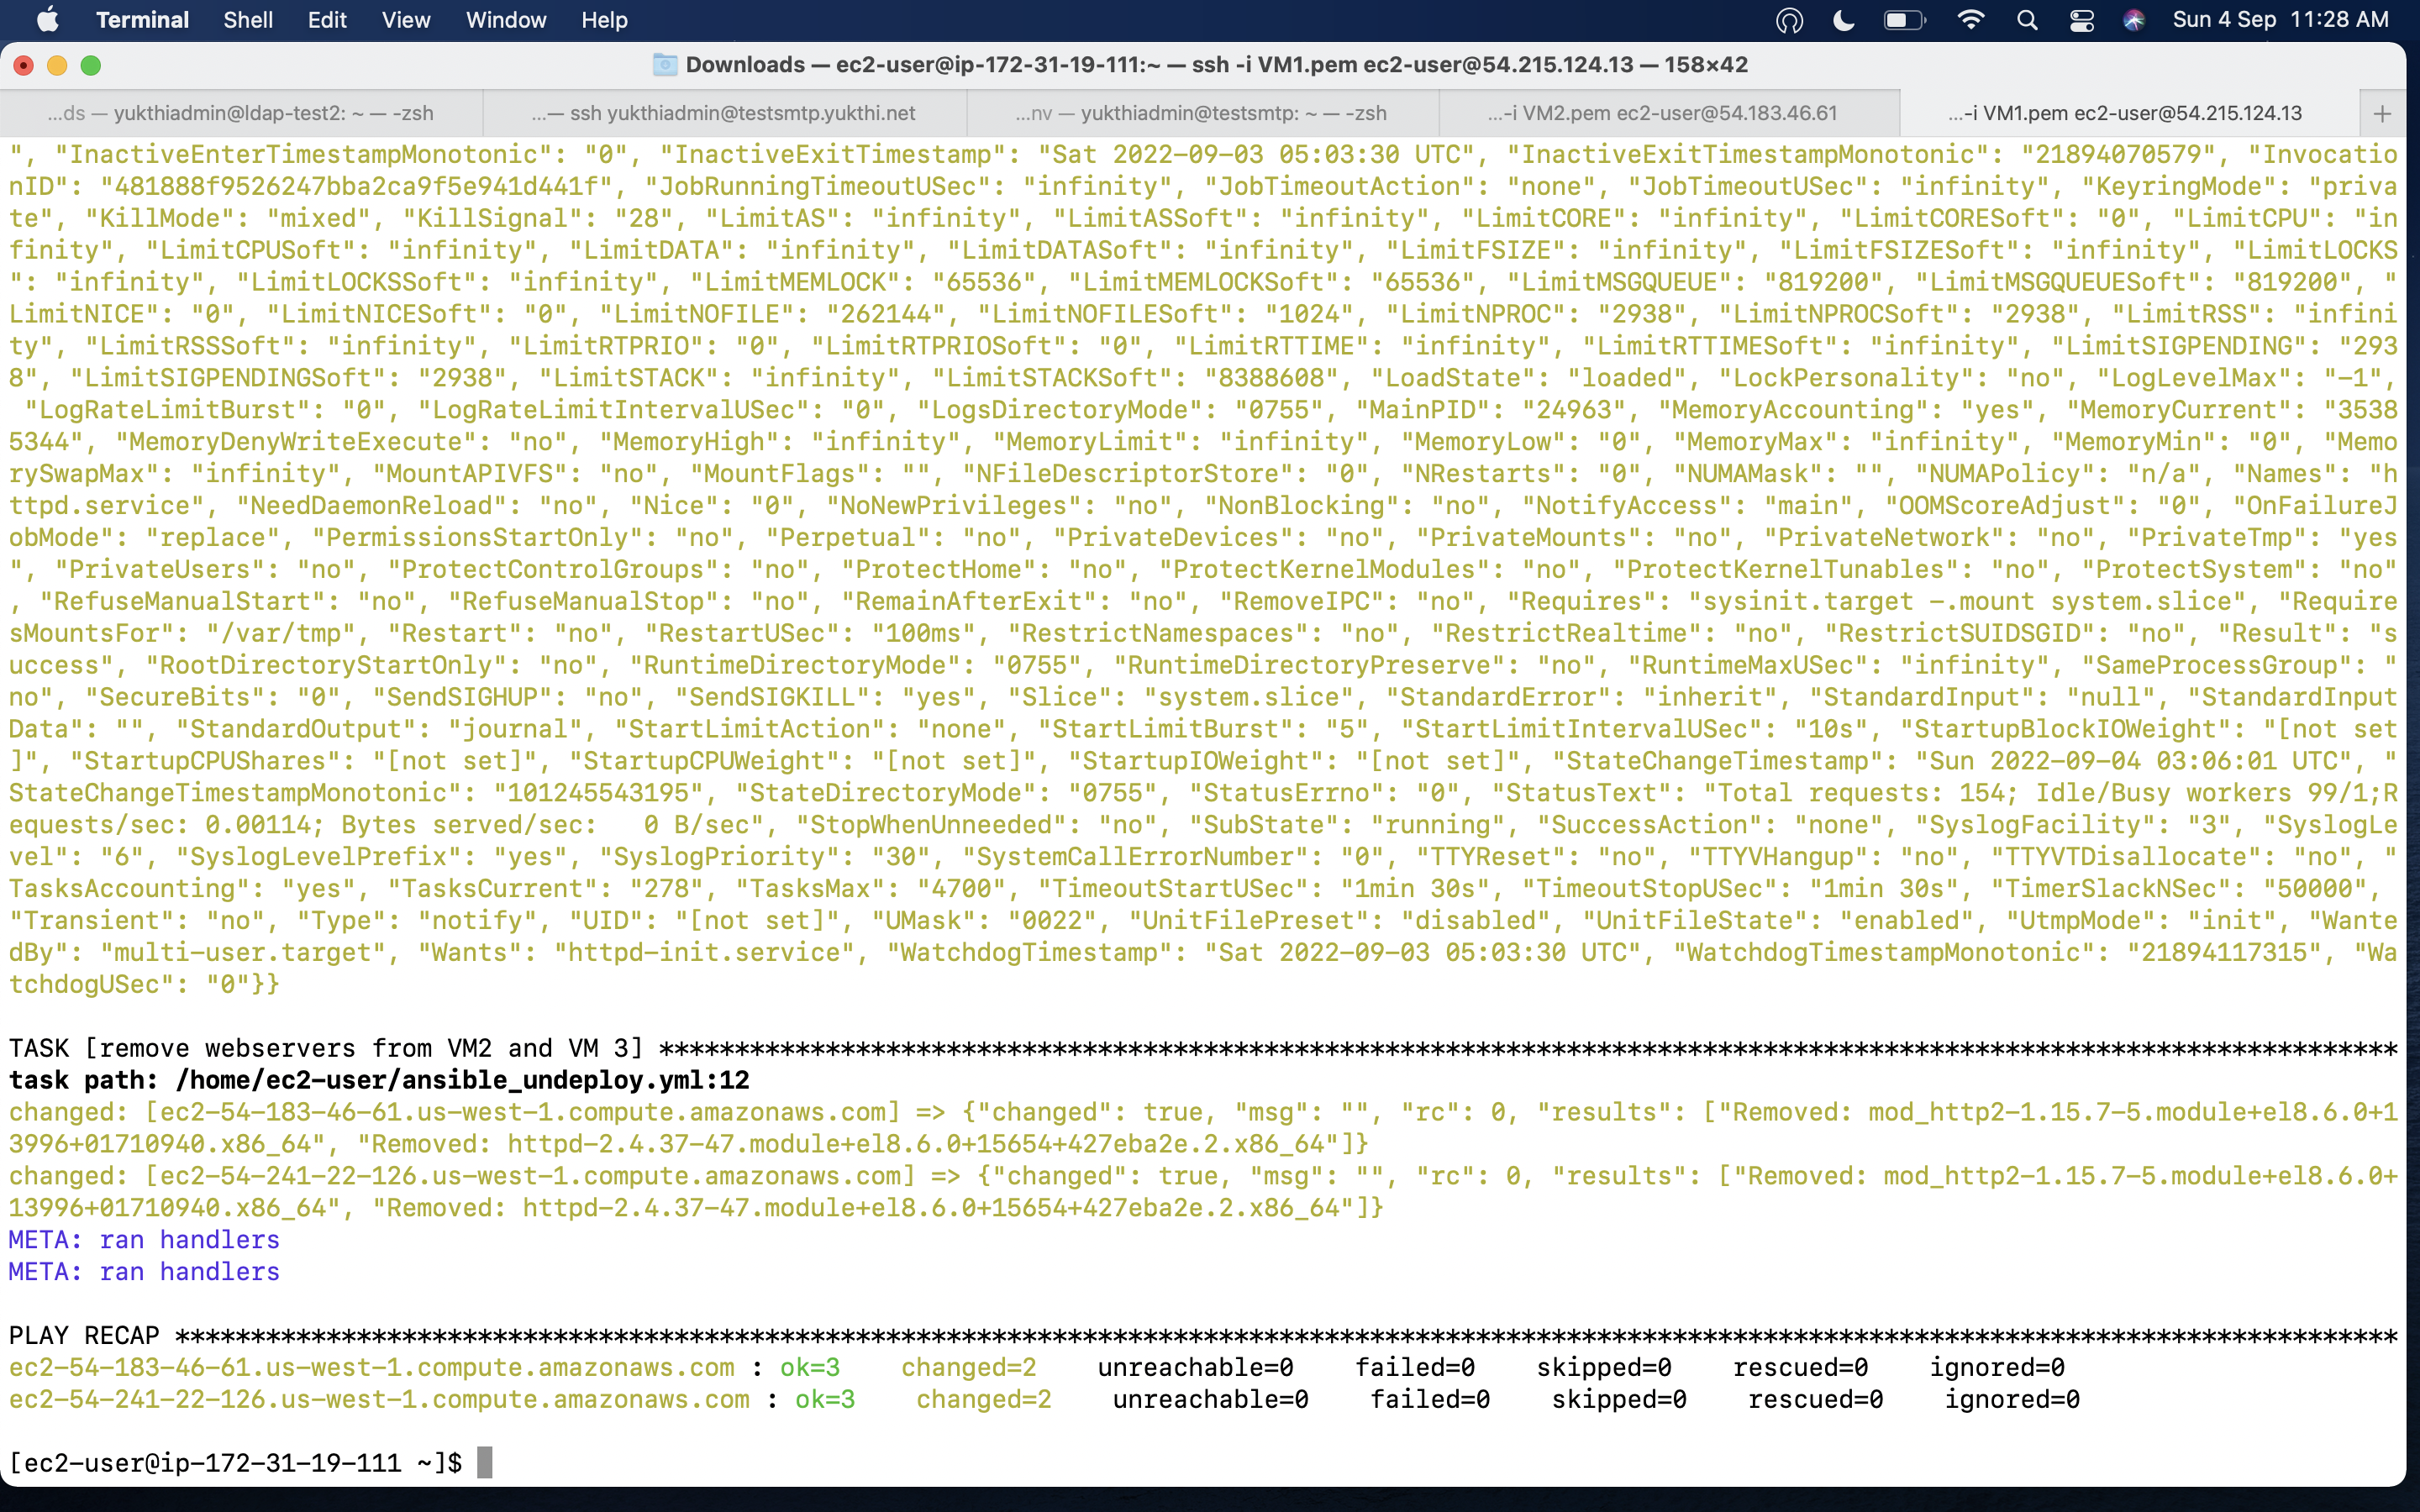 Terminal Shell Edit View Window Help Sun 4 Sep 11:28 AM
Downloads — ec2-user@ip-172-31-19-111:~ — ssh -i VM1.pem ec2-user@54.215.124.13 — 158×42
...ds — yukthiadmin@ldap-test2: ~ — -zsh ...— ssh yukthiadmin@testsmtp.yukthi.net ...nv — yukthiadmin@testsmtp: ~ — -zsh ...-i VM2.pem ec2-user@54.183.46.61 ...-i VM1.pem ec2-user@54.215.124.13 +
", "InactiveEnterTimestampMonotonic": "0", "InactiveExitTimestamp": "Sat 2022-09-03 05:03:30 UTC", "InactiveExitTimestampMonotonic": "21894070579", "Invocatio
nID": "481888f9526247bba2ca9f5e941d441f", "JobRunningTimeoutUSec": "infinity", "JobTimeoutAction": "none", "JobTimeoutUSec": "infinity", "KeyringMode": "priva
te", "KillMode": "mixed", "KillSignal": "28", "LimitAS": "infinity", "LimitASSoft": "infinity", "LimitCORE": "infinity", "LimitCORESoft": "0", "LimitCPU": "in
finity", "LimitCPUSoft": "infinity", "LimitDATA": "infinity", "LimitDATASoft": "infinity", "LimitFSIZE": "infinity", "LimitFSIZESoft": "infinity", "LimitLOCKS
": "infinity", "LimitLOCKSSoft": "infinity", "LimitMEMLOCK": "65536", "LimitMEMLOCKSoft": "65536", "LimitMSGQUEUE": "819200", "LimitMSGQUEUESoft": "819200", "
LimitNICE": "0", "LimitNICESoft": "0", "LimitNOFILE": "262144", "LimitNOFILESoft": "1024", "LimitNPROC": "2938", "LimitNPROCSoft": "2938", "LimitRSS": "infini
ty", "LimitRSSSoft": "infinity", "LimitRTPRIO": "0", "LimitRTPRIOSoft": "0", "LimitRTTIME": "infinity", "LimitRTTIMESoft": "infinity", "LimitSIGPENDING": "293
8", "LimitSIGPENDINGSoft": "2938", "LimitSTACK": "infinity", "LimitSTACKSoft": "8388608", "LoadState": "loaded", "LockPersonality": "no", "LogLevelMax": "-1",
 "LogRateLimitBurst": "0", "LogRateLimitIntervalUSec": "0", "LogsDirectoryMode": "0755", "MainPID": "24963", "MemoryAccounting": "yes", "MemoryCurrent": "3538
5344", "MemoryDenyWriteExecute": "no", "MemoryHigh": "infinity", "MemoryLimit": "infinity", "MemoryLow": "0", "MemoryMax": "infinity", "MemoryMin": "0", "Memo
rySwapMax": "infinity", "MountAPIVFS": "no", "MountFlags": "", "NFileDescriptorStore": "0", "NRestarts": "0", "NUMAMask": "", "NUMAPolicy": "n/a", "Names": "h
ttpd.service", "NeedDaemonReload": "no", "Nice": "0", "NoNewPrivileges": "no", "NonBlocking": "no", "NotifyAccess": "main", "OOMScoreAdjust": "0", "OnFailureJ
obMode": "replace", "PermissionsStartOnly": "no", "Perpetual": "no", "PrivateDevices": "no", "PrivateMounts": "no", "PrivateNetwork": "no", "PrivateTmp": "yes
", "PrivateUsers": "no", "ProtectControlGroups": "no", "ProtectHome": "no", "ProtectKernelModules": "no", "ProtectKernelTunables": "no", "ProtectSystem": "no"
, "RefuseManualStart": "no", "RefuseManualStop": "no", "RemainAfterExit": "no", "RemoveIPC": "no", "Requires": "sysinit.target -.mount system.slice", "Require
sMountsFor": "/var/tmp", "Restart": "no", "RestartUSec": "100ms", "RestrictNamespaces": "no", "RestrictRealtime": "no", "RestrictSUIDSGID": "no", "Result": "s
uccess", "RootDirectoryStartOnly": "no", "RuntimeDirectoryMode": "0755", "RuntimeDirectoryPreserve": "no", "RuntimeMaxUSec": "infinity", "SameProcessGroup": "
no", "SecureBits": "0", "SendSIGHUP": "no", "SendSIGKILL": "yes", "Slice": "system.slice", "StandardError": "inherit", "StandardInput": "null", "StandardInput
Data": "", "StandardOutput": "journal", "StartLimitAction": "none", "StartLimitBurst": "5", "StartLimitIntervalUSec": "10s", "StartupBlockIOWeight": "[not set
]", "StartupCPUShares": "[not set]", "StartupCPUWeight": "[not set]", "StartupIOWeight": "[not set]", "StateChangeTimestamp": "Sun 2022-09-04 03:06:01 UTC", "
StateChangeTimestampMonotonic": "101245543195", "StateDirectoryMode": "0755", "StatusErrno": "0", "StatusText": "Total requests: 154; Idle/Busy workers 99/1;R
equests/sec: 0.00114; Bytes served/sec:   0 B/sec", "StopWhenUnneeded": "no", "SubState": "running", "SuccessAction": "none", "SyslogFacility": "3", "SyslogLe
vel": "6", "SyslogLevelPrefix": "yes", "SyslogPriority": "30", "SystemCallErrorNumber": "0", "TTYReset": "no", "TTYVHangup": "no", "TTYVTDisallocate": "no", "
TasksAccounting": "yes", "TasksCurrent": "278", "TasksMax": "4700", "TimeoutStartUSec": "1min 30s", "TimeoutStopUSec": "1min 30s", "TimerSlackNSec": "50000",
"Transient": "no", "Type": "notify", "UID": "[not set]", "UMask": "0022", "UnitFilePreset": "disabled", "UnitFileState": "enabled", "UtmpMode": "init", "Wante
dBy": "multi-user.target", "Wants": "httpd-init.service", "WatchdogTimestamp": "Sat 2022-09-03 05:03:30 UTC", "WatchdogTimestampMonotonic": "21894117315", "Wa
tchdogUSec": "0"}}
TASK [remove webservers from VM2 and VM 3] *******************************************************************************************************************
task path: /home/ec2-user/ansible_undeploy.yml:12
changed: [ec2-54-183-46-61.us-west-1.compute.amazonaws.com] => {"changed": true, "msg": "", "rc": 0, "results": ["Removed: mod_http2-1.15.7-5.module+el8.6.0+1
3996+01710940.x86_64", "Removed: httpd-2.4.37-47.module+el8.6.0+15654+427eba2e.2.x86_64"]}
changed: [ec2-54-241-22-126.us-west-1.compute.amazonaws.com] => {"changed": true, "msg": "", "rc": 0, "results": ["Removed: mod_http2-1.15.7-5.module+el8.6.0+
13996+01710940.x86_64", "Removed: httpd-2.4.37-47.module+el8.6.0+15654+427eba2e.2.x86_64"]}
META: ran handlers
META: ran handlers
PLAY RECAP ***************************************************************************************************************************************************
ec2-54-183-46-61.us-west-1.compute.amazonaws.com : ok=3    changed=2    unreachable=0    failed=0    skipped=0    rescued=0    ignored=0
ec2-54-241-22-126.us-west-1.compute.amazonaws.com : ok=3    changed=2    unreachable=0    failed=0    skipped=0    rescued=0    ignored=0
[ec2-user@ip-172-31-19-111 ~]$